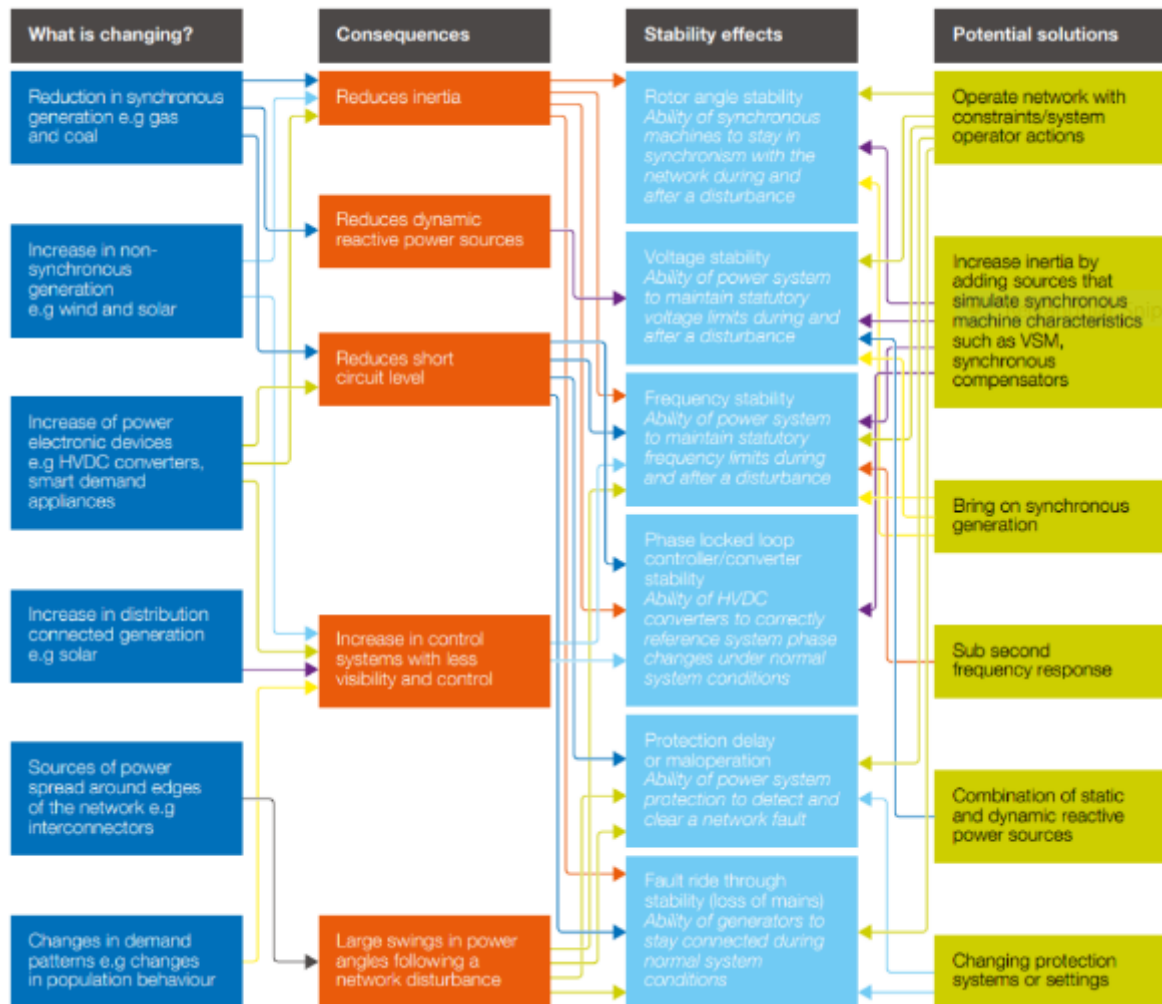 What is changing?
Reduction in synchronous
generation e.g gas
and coal
Increase in non-
synchronous
generation
e.g wind and solar
Increase of power
electronic devices
e.g HVDC converters,
smart demand
appliances
Increase in distribution
connected generation
e.g solar
Sources of power
spread around edges
of the network e.g
interconnectors
Changes in demand
patterns e.g changes
in population behaviour
Consequences
Reduces inertia
Reduces dynamic
reactive power sources
Reduces short
circuit level
Increase in control
systems with less
visibility and control
Large swings in power
angles following a
network disturbance
Stability effects
Rotor angle stability
Ability of synchronous
machines to stay in
synchronism with the
network during and
after a disturbance
Voltage stability
Ability of power system
to maintain statutory
voltage limits during and
after a disturbance
Frequency stability
Ability of power system
to maintain statutory
frequency limits during
and after a disturbance
Phase locked loop
controller/converter
stability
Ability of HVDC
converters to correctly
reference system phase
changes under normal
system conditions
Protection delay
or maloperation
Ability of power system
protection to detect and
clear a network fault
Fault ride through
stability (loss of mains)
Ability of generators to
stay connected during
normal system
conditions
Potential solutions
Operate network with
constraints/system
operator actions
Increase inertia by
adding sources that
simulate synchronous
machine characteristics
such as VSM,
synchronous
compensators
Bring on synchronous
generation
Sub second
frequency response
Combination of static
and dynamic reactive
power sources
Changing protection
systems or settings